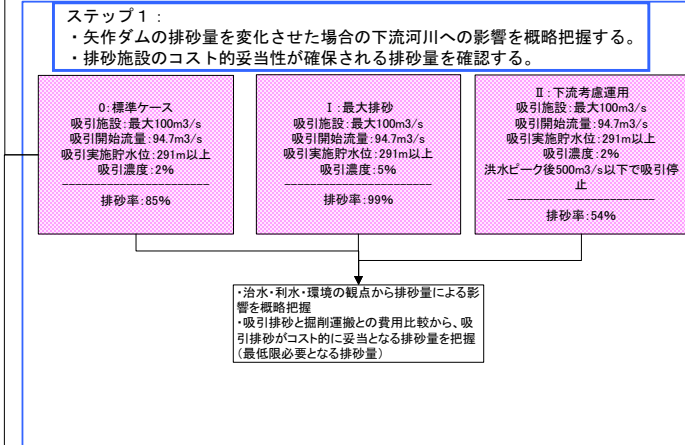 ステップ1：
・矢作ダムの排砂量を変化させた場合の下流河川への影響を概略把握する。
・排砂施設のコスト的妥当性が確保される排砂量を確認する。
0：標準ケース
吸引施設：最大100m3/s
吸引開始流量：94.7m3/s
吸引実施貯水位：291m以上
吸引濃度：2%
------------------------
排砂率：85%
Ⅰ：最大排砂
吸引施設：最大100m3/s
吸引開始流量：94.7m3/s
吸引実施貯水位：291m以上
吸引濃度：5%
------------------------
排砂率：99%
Ⅱ：下流考慮運用
吸引施設：最大100m3/s
吸引開始流量：94.7m3/s
吸引実施貯水位：291m以上
吸引濃度：2%
洪水ピーク後500m3/s以下で吸引停
止
------------------------
排砂率：54%
・治水・利水・環境の観点から排砂量による影
響を概略把握
・吸引排砂と掘削運搬との費用比較から、吸
引排砂がコスト的に妥当となる排砂量を把握
（最低限必要となる排砂量）